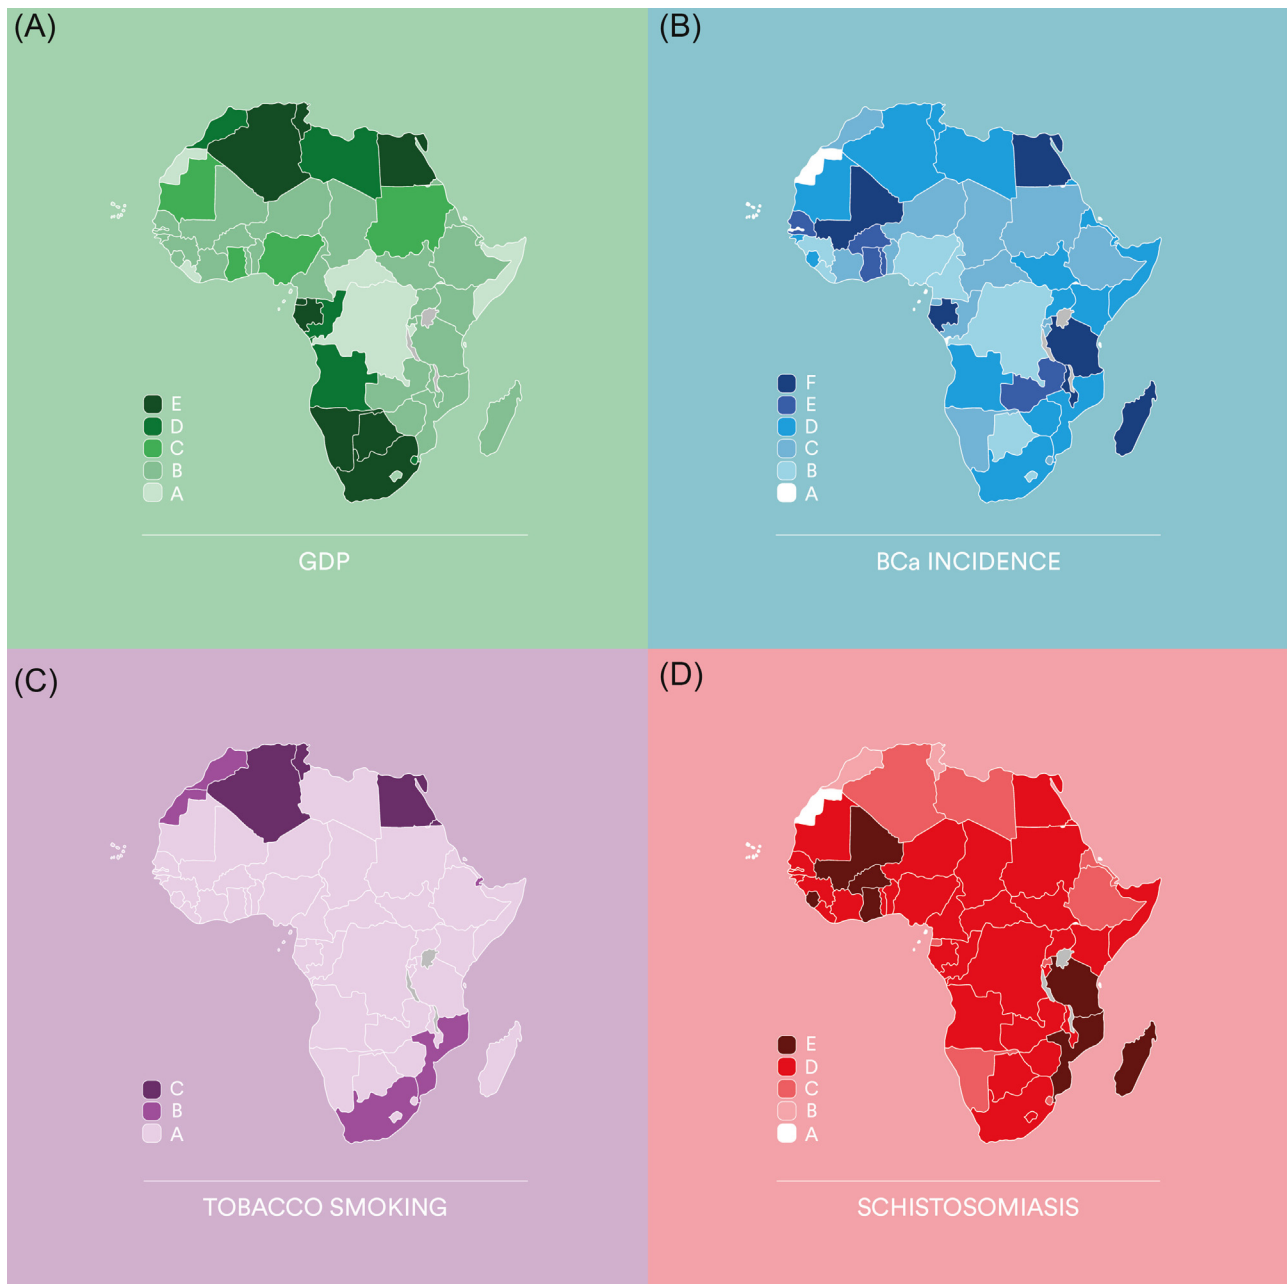 (A)
E
D
C
B
A
GDP
(B)
F
E
D
C
B
A
BCa INCIDENCE
(C)
C
B
A
TOBACCO SMOKING
(D)
E
D
C
B
A
SCHISTOSOMIASIS